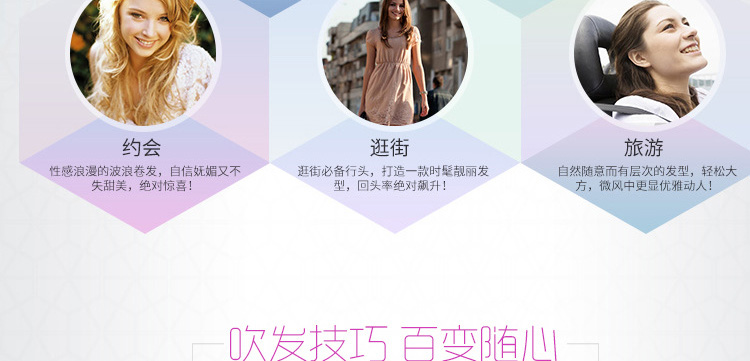 约会
性感浪漫的波浪卷发，自信妩媚又不
失甜美，绝对惊喜！
逛街
逛街必备行头，打造一款时髦靓丽发
型，回头率绝对飙升！
旅游
自然随意而有层次的发型，轻松大
方，微风中更显优雅动人！
吹发技巧 百变随心